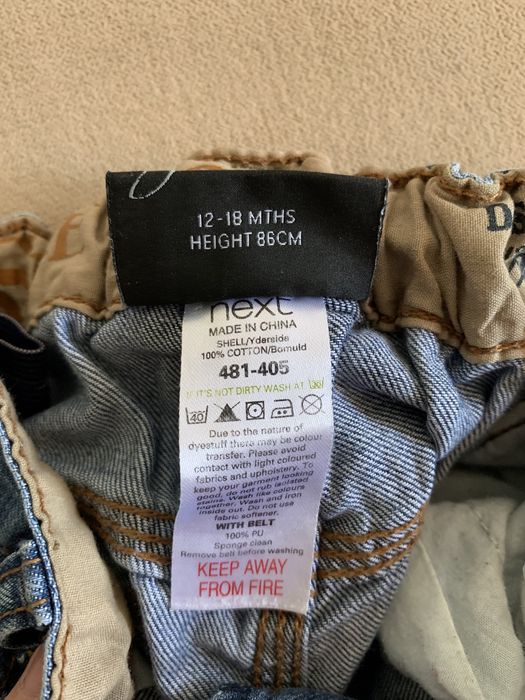 12-18 MTHS
HEIGHT 86CM
next
MADE IN CHINA
SHELL/Yderside
100% COTTON/Bomuld
481-405
IF IT'S NOT DIRTY WASH AT 30
40
Due to the nature of
dyestuff there may be colour
transfer. Please avoid
contact with light coloured
fabrics and upholstery. To
keep your garment looking
good, do not rub isolated
stains. Wash like colours
together. Wash and iron
inside out. Do not use
fabric softener.
WITH BELT
100% PU
Sponge clean
Remove belt before washing
KEEP AWAY
FROM FIRE